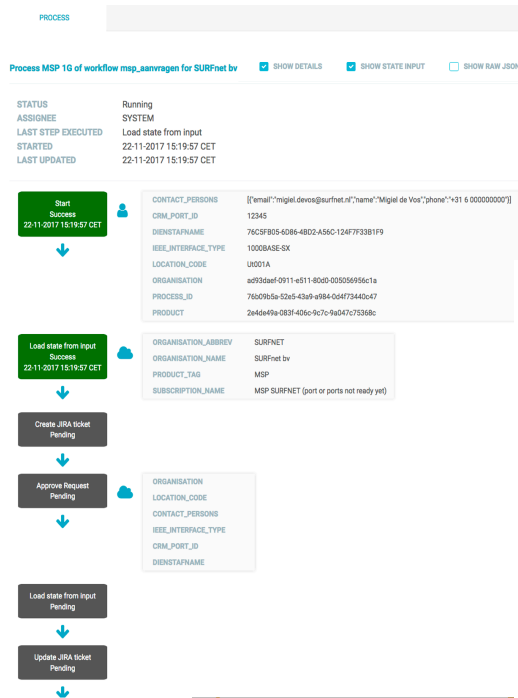 PROCESS
Process MSP 1G of workflow msp_aanvragen for SURFnet bv
SHOW DETAILS
SHOW STATE INPUT
SHOW RAW JSON
STATUS Running
ASSIGNEE SYSTEM
LAST STEP EXECUTED Load state from input
STARTED 22-11-2017 15:19:57 CET
LAST UPDATED 22-11-2017 15:19:57 CET
Start
Success
22-11-2017 15:19:57 CET
CONTACT_PERSONS [{"email":"migiel.devos@surfnet.nl","name":"Migiel de Vos","phone":"+31 6 000000000"}]
CRM_PORT_ID 12345
DIENSTAFNAME 76C5FB05-6D86-4BD2-A56C-124F7F33B1F9
IEEE_INTERFACE_TYPE 1000BASE-SX
LOCATION_CODE Ut001A
ORGANISATION ad93daef-0911-e511-80d0-005056956c1a
PROCESS_ID 76b09b5a-52e5-43a9-a984-0d4f73440c47
PRODUCT 2e4de49a-083f-406c-9c7c-9a047c75368c
Load state from input
Success
22-11-2017 15:19:57 CET
ORGANISATION_ABBREV SURFNET
ORGANISATION_NAME SURFnet bv
PRODUCT_TAG MSP
SUBSCRIPTION_NAME MSP SURFNET (port or ports not ready yet)
Create JIRA ticket
Pending
Approve Request
Pending
ORGANISATION
LOCATION_CODE
CONTACT_PERSONS
IEEE_INTERFACE_TYPE
CRM_PORT_ID
DIENSTAFNAME
Load state from input
Pending
Update JIRA ticket
Pending